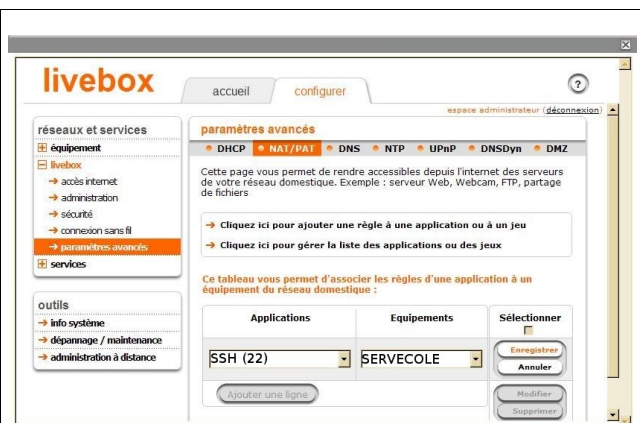 livebox
accueil
configurer
?
espace administrateur (déconnexion)
réseaux et services
équipement
livebox
accès internet
administration
sécurité
connexion sans fil
paramètres avancés
services
outils
info système
dépannage / maintenance
administration à distance
paramètres avancés
DHCP NAT/PAT DNS NTP UPnP DNSDyn DMZ
Cette page vous permet de rendre accessibles depuis l'internet des serveurs
de votre réseau domestique. Exemple : serveur Web, Webcam, FTP, partage
de fichiers
Cliquez ici pour ajouter une règle à une application ou à un jeu
Cliquez ici pour gérer la liste des applications ou des jeux
Ce tableau vous permet d'associer les règles d'une application à un
équipement du réseau domestique :
Applications Equipements Sélectionner
SSH (22) SERVECOLE Enregistrer
Annuler
Ajouter une ligne Modifier
Supprimer